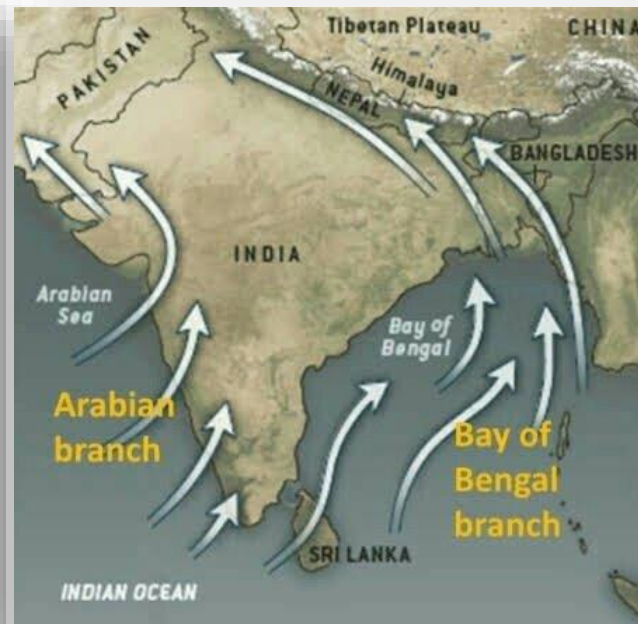 Tibetan Plateau
CHINA
PAKISTAN
Himalaya
NEPAL
BANGLADESH
INDIA
Arabian
Sea
Bay of
Bengal
Arabian
branch
Bay of
Bengal
branch
SRI LANKA
INDIAN OCEAN